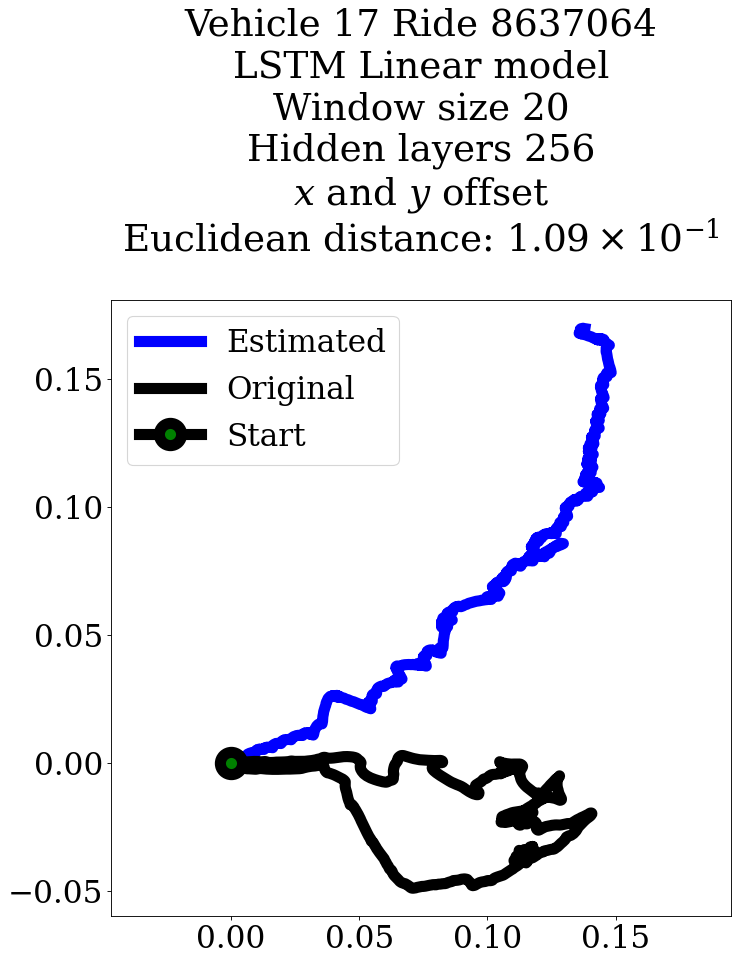 Vehicle 17 Ride 8637064
LSTM Linear model
Window size 20
Hidden layers 256
x and y offset
Euclidean distance: 1.09 × 10⁻¹
Estimated
Original
Start
0.15
0.10
0.05
0.00
−0.05
0.00 0.05 0.10 0.15